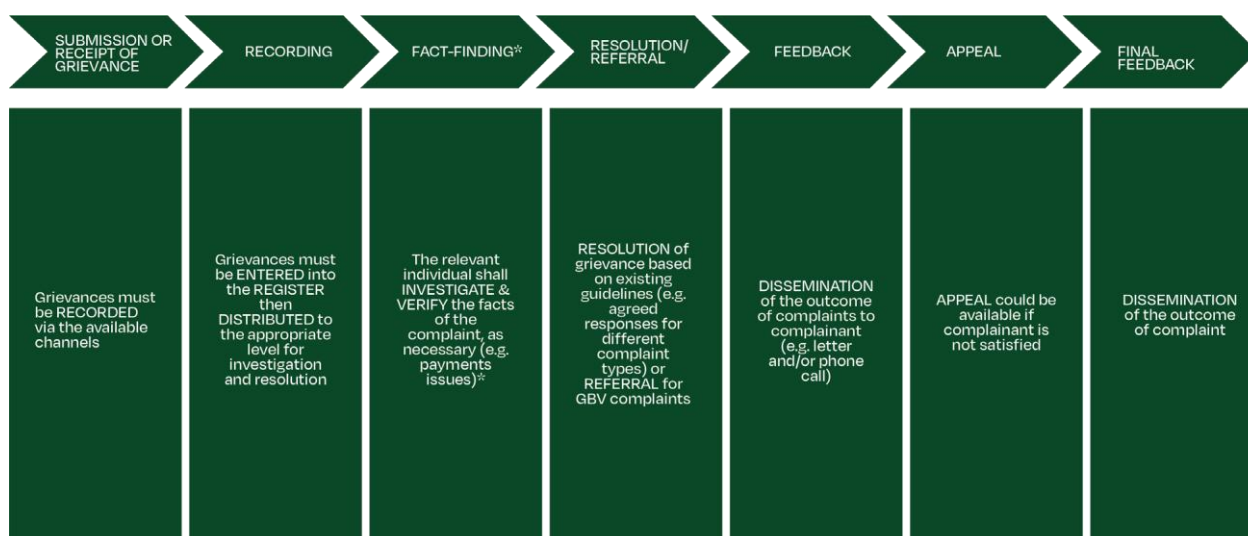 SUBMISSION OR
RECEIPT OF
GRIEVANCE
RECORDING
FACT-FINDING*
RESOLUTION/
REFERRAL
FEEDBACK
APPEAL
FINAL
FEEDBACK
Grievances must
be RECORDED
via the available
channels
Grievances must
be ENTERED into
the REGISTER
then
DISTRIBUTED to
the appropriate
level for
investigation
and resolution
The relevant
individual shall
INVESTIGATE &
VERIFY the facts
of the
complaint, as
necessary (e.g.
payments
issues)*
RESOLUTION of
grievance based
on existing
guidelines (e.g.
agreed
responses for
different
complaint
types) or
REFERRAL for
GBV complaints
DISSEMINATION
of the outcome
of complaints to
complainant
(e.g. letter
and/or phone
call)
APPEAL could be
available if
complainant is
not satisfied
DISSEMINATION
of the outcome
of complaint